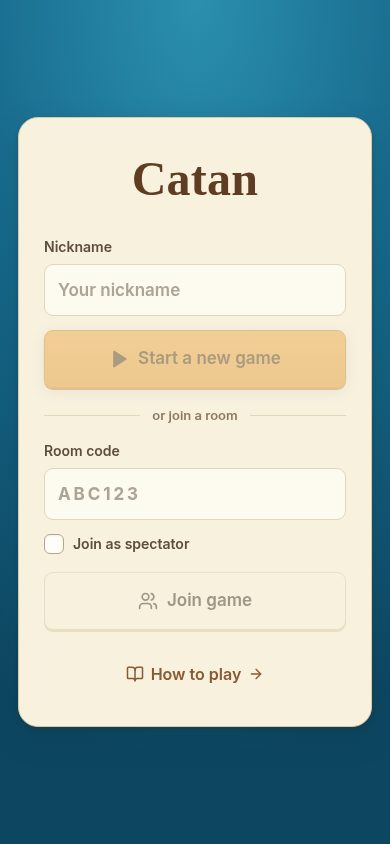 Catan
Nickname
Your nickname
Start a new game
or join a room
Room code
ABC123
Join as spectator
Join game
How to play